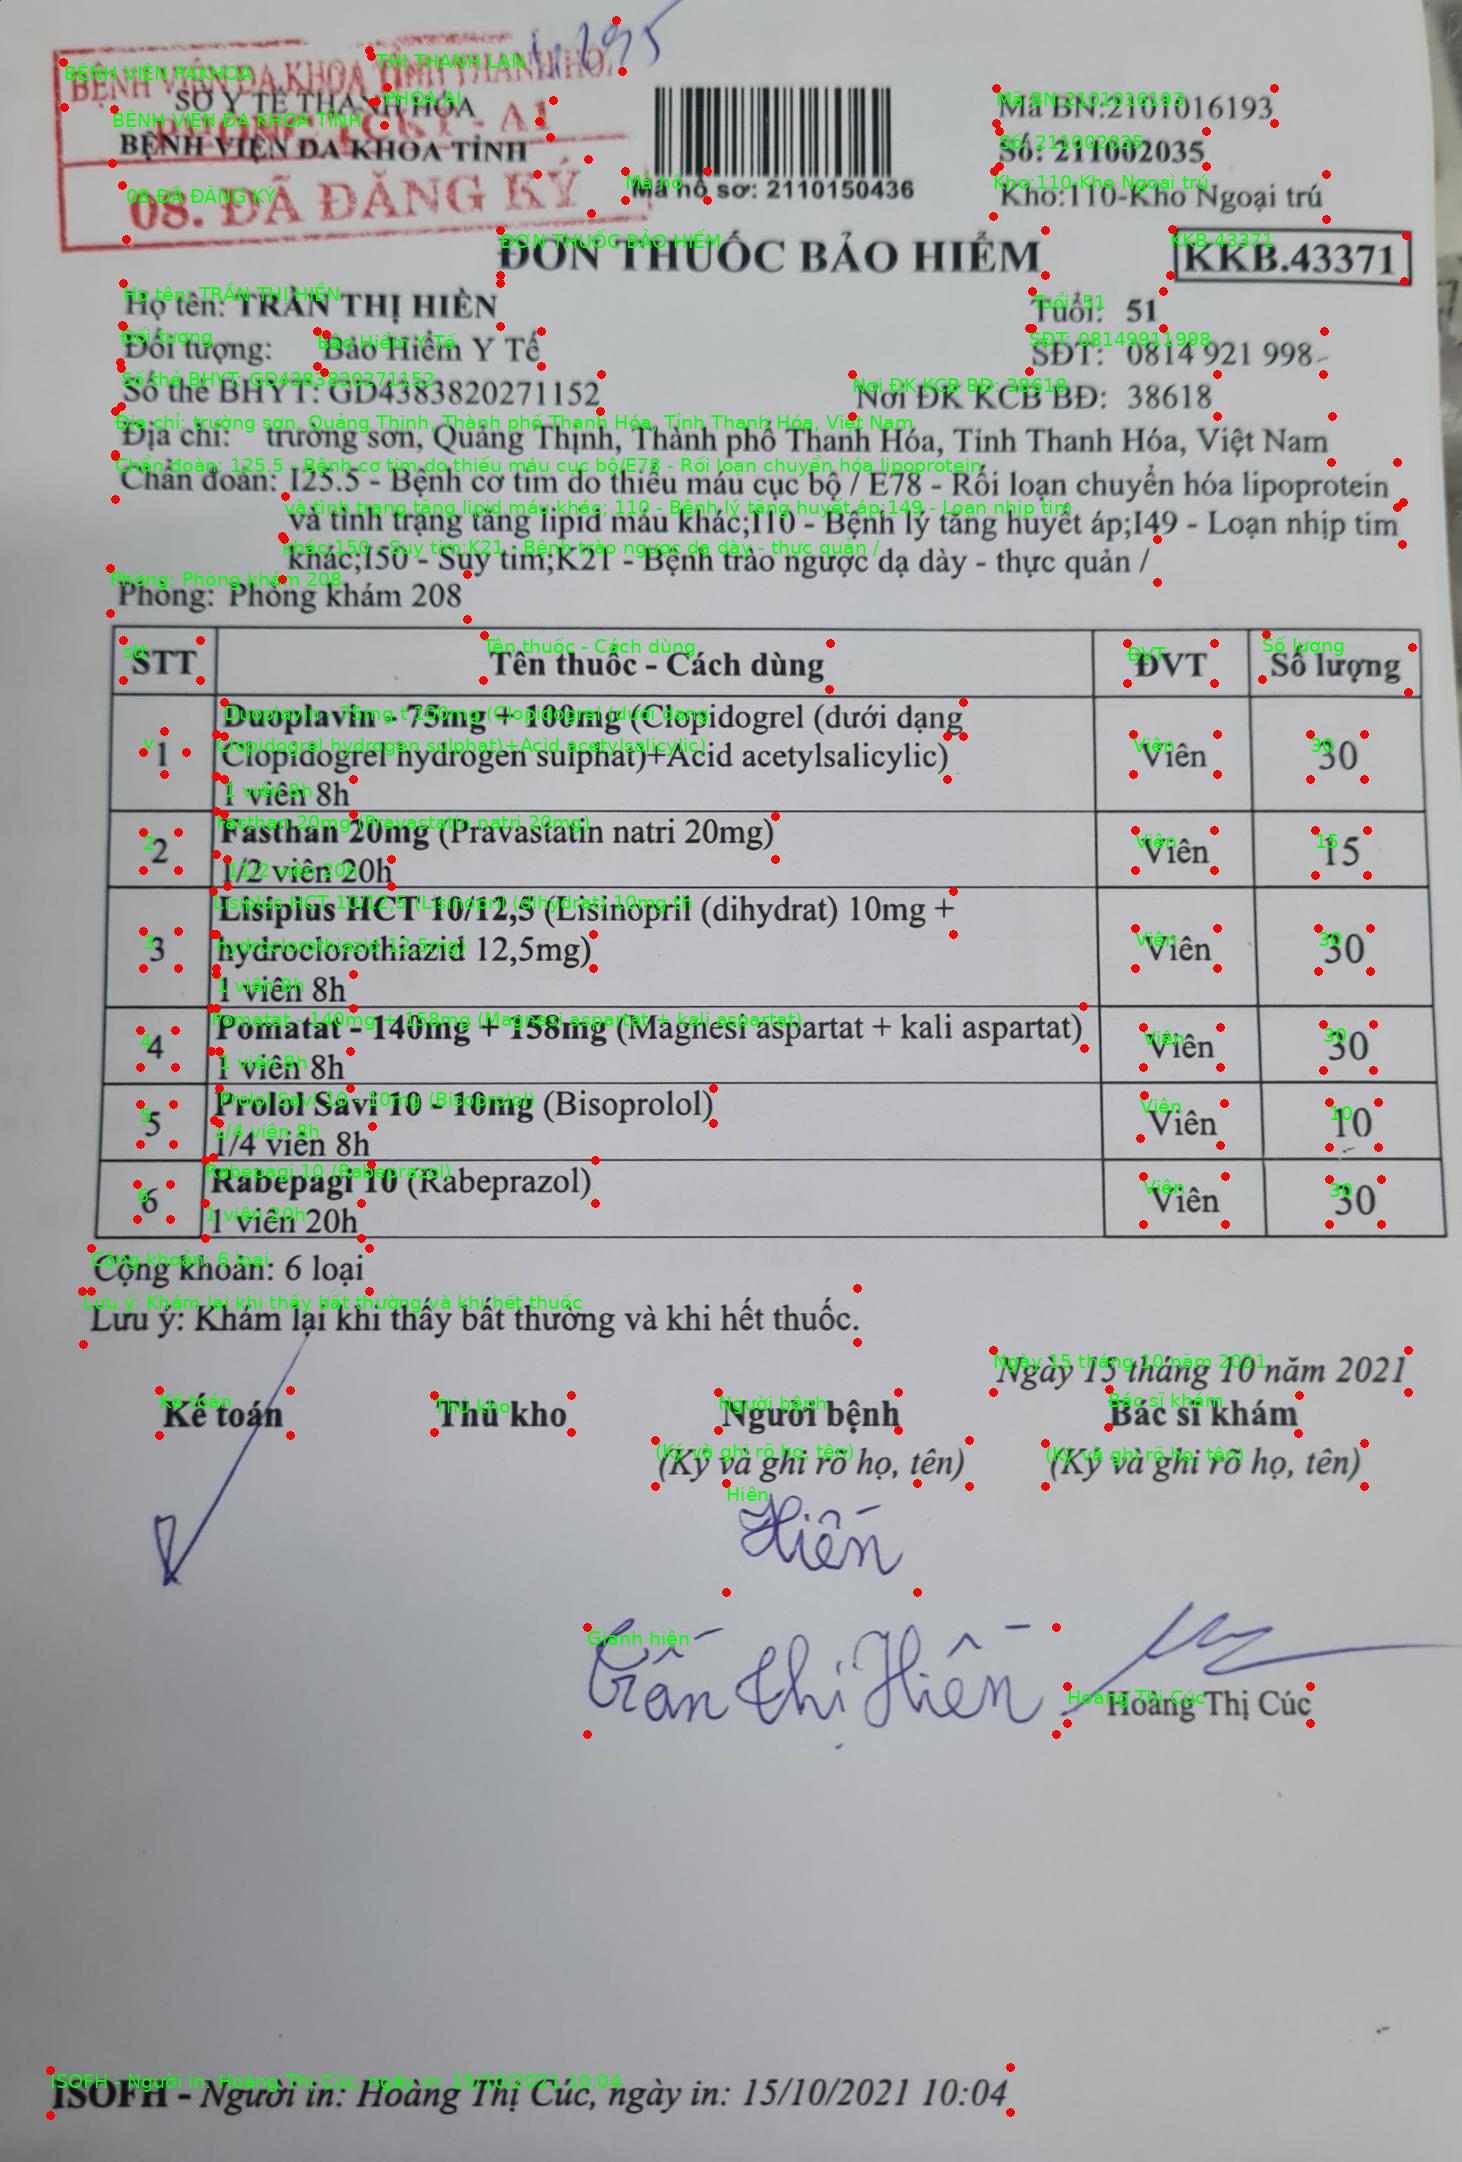 BỆNH VIỆN ĐA KHOA TỈNH THANH HÓA
SỞ Y TẾ THANH HÓA
BỆNH VIỆN ĐA KHOA TỈNH
08. ĐÃ ĐĂNG KÝ
Mã hồ sơ: 2110150436
Mã BN:2101016193
Số: 211002035
Kho:110-Kho Ngoại trú
ĐƠN THUỐC BẢO HIỂM
KKB.43371
Họ tên: TRẦN THỊ HIỀN Tuổi: 51
Đối tượng: Bảo Hiểm Y Tế SĐT: 0814 921 998
Số thẻ BHYT: GD4383820271152 Nơi ĐK KCB BĐ: 38618
Địa chỉ: trường sơn, Quảng Thịnh, Thành phố Thanh Hóa, Tỉnh Thanh Hóa, Việt Nam
Chẩn đoán: I25.5 - Bệnh cơ tim do thiếu máu cục bộ / E78 - Rối loạn chuyển hóa lipoprotein
và tình trạng tăng lipid máu khác;I10 - Bệnh lý tăng huyết áp;I49 - Loạn nhịp tim
khác;I50 - Suy tim;K21 - Bệnh trào ngược dạ dày - thực quản /
Phòng: Phòng khám 208
STT Tên thuốc - Cách dùng ĐVT Số lượng
1 Duoplavin - 75mg + 100mg (Clopidogrel (dưới dạng
Clopidogrel hydrogen sulphat)+Acid acetylsalicylic) Viên 30
1 viên 8h
2 Fasthan 20mg (Pravastatin natri 20mg) Viên 15
1/2 viên 20h
3 Lisiplus HCT 10/12,5 (Lisinopril (dihydrat) 10mg +
hydroclorothiazid 12,5mg) Viên 30
1 viên 8h
4 Pomatat - 140mg + 158mg (Magnesi aspartat + kali aspartat) Viên 30
1 viên 8h
5 Prolol Savi 10 - 10mg (Bisoprolol) Viên 10
1/4 viên 8h
6 Rabepagi 10 (Rabeprazol) Viên 30
1 viên 20h
Cộng khoản: 6 loại
Lưu ý: Khám lại khi thấy bất thường và khi hết thuốc.
Ngày 15 tháng 10 năm 2021
Kế toán Thủ kho Người bệnh Bác sĩ khám
(Ký và ghi rõ họ, tên) (Ký và ghi rõ họ, tên)
Hiền
Trần Thị Hiền
Hoàng Thị Cúc
ISOFH - Người in: Hoàng Thị Cúc, ngày in: 15/10/2021 10:04